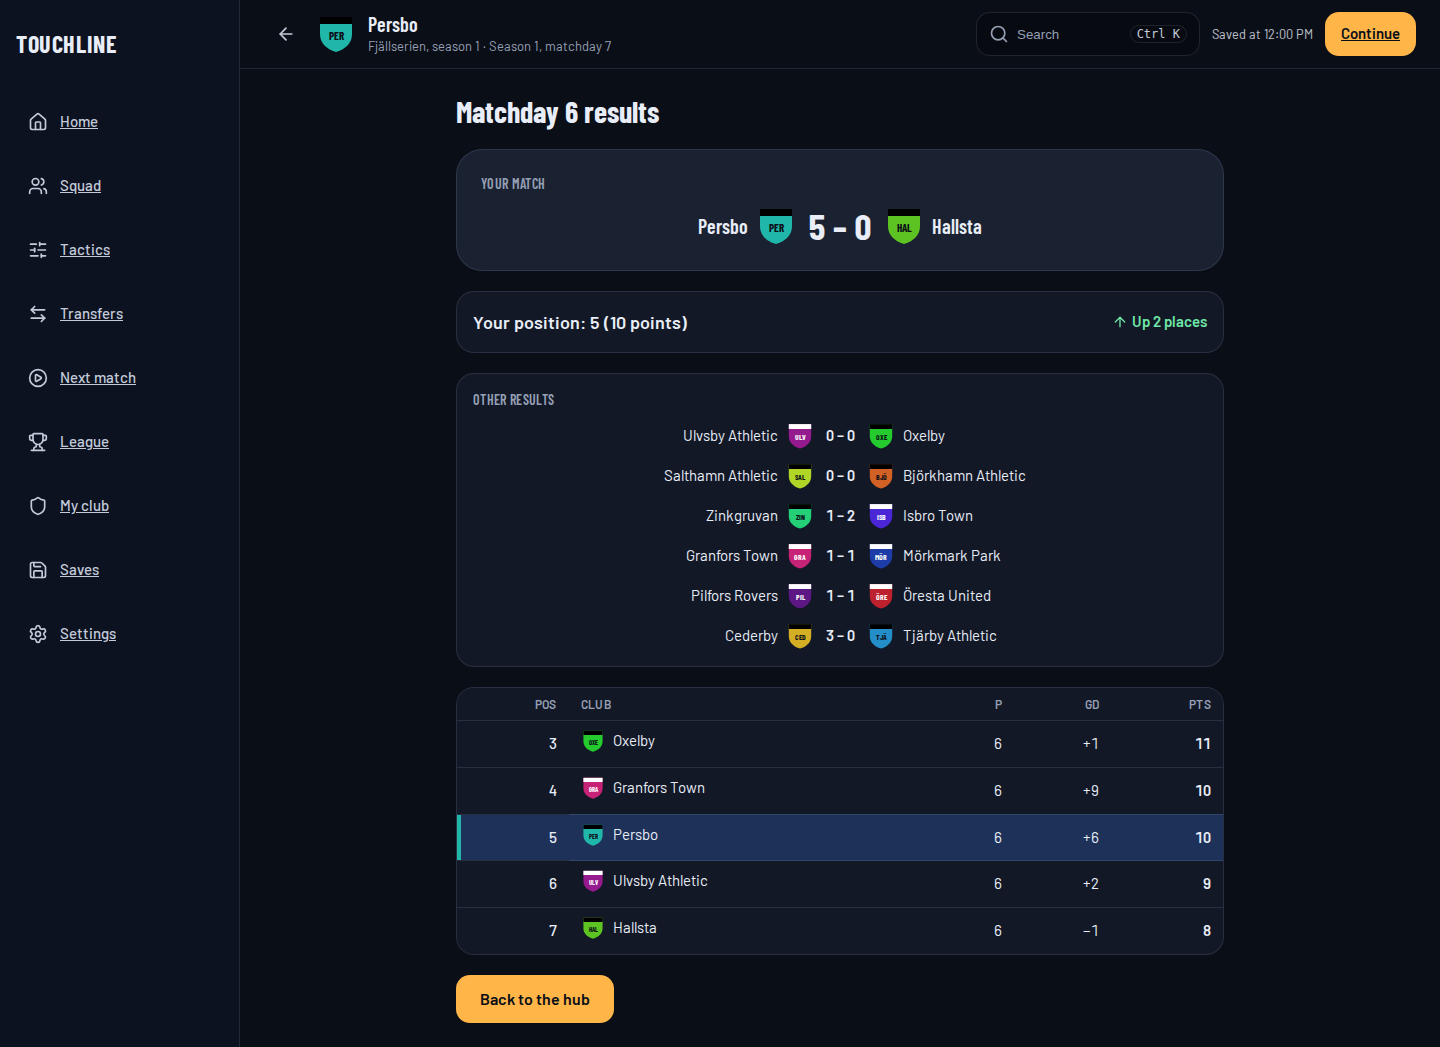 TOUCHLINE
Home
Squad
Tactics
Transfers
Next match
League
My club
Saves
Settings
PER
Persbo
Fjällserien, season 1 · Season 1, matchday 7
Search
Ctrl K
Saved at 12:00 PM
Continue
Matchday 6 results
YOUR MATCH
Persbo PER 5 – 0 HAL Hallsta
Your position: 5 (10 points)
Up 2 places
OTHER RESULTS
Ulvsby Athletic ULV 0 – 0 OXE Oxelby
Salthamn Athletic SAL 0 – 0 BJÖ Björkhamn Athletic
Zinkgruvan ZIN 1 – 2 ISB Isbro Town
Granfors Town GRA 1 – 1 MÖR Mörkmark Park
Pilfors Rovers PIL 1 – 1 ÖRE Öresta United
Cederby CED 3 – 0 TJÄ Tjärby Athletic
POS CLUB P GD PTS
3 OXE Oxelby 6 +1 11
4 GRA Granfors Town 6 +9 10
5 PER Persbo 6 +6 10
6 ULV Ulvsby Athletic 6 +2 9
7 HAL Hallsta 6 −1 8
Back to the hub